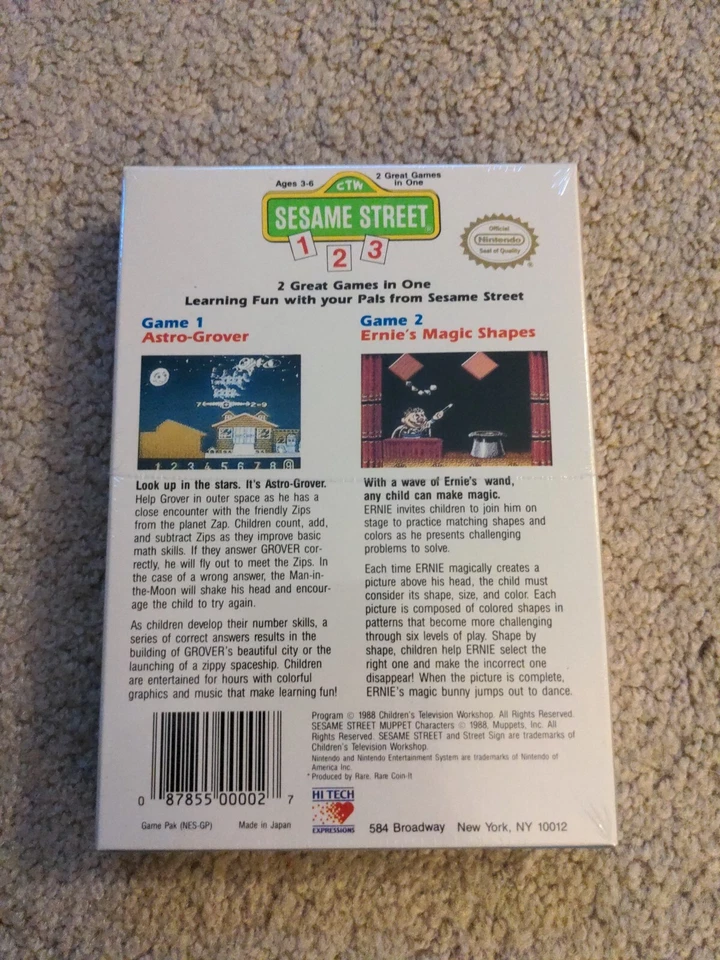 Ages 3-6
CTW
2 Great Games
in One
SESAME STREET
1 2 3
Official
Nintendo
Seal of Quality
2 Great Games in One
Learning Fun with your Pals from Sesame Street
Game 1
Astro-Grover
1 2 3 4 5 6 7 8 9
Look up in the stars. It's Astro-Grover.
Help Grover in outer space as he has a
close encounter with the friendly Zips
from the planet Zap. Children count, add,
and subtract Zips as they improve basic
math skills. If they answer GROVER cor-
rectly, he will fly out to meet the Zips. In
the case of a wrong answer, the Man-in-
the-Moon will shake his head and encour-
age the child to try again.
As children develop their number skills, a
series of correct answers results in the
building of GROVER's beautiful city or the
launching of a zippy spaceship. Children
are entertained for hours with colorful
graphics and music that make learning fun!
Game 2
Ernie's Magic Shapes
With a wave of Ernie's wand,
any child can make magic.
ERNIE invites children to join him on
stage to practice matching shapes and
colors as he presents challenging
problems to solve.
Each time ERNIE magically creates a
picture above his head, the child must
consider its shape, size, and color. Each
picture is composed of colored shapes in
patterns that become more challenging
through six levels of play. Shape by
shape, children help ERNIE select the
right one and make the incorrect one
disappear! When the picture is complete,
ERNIE's magic bunny jumps out to dance.
0 87855 00002 7
Game Pak (NES-GP) Made in Japan
Program © 1988 Children's Television Workshop. All Rights Reserved.
SESAME STREET MUPPET Characters © 1988, Muppets, Inc. All
Rights Reserved. SESAME STREET and Street Sign are trademarks of
Children's Television Workshop.
Nintendo and Nintendo Entertainment System are trademarks of Nintendo of
America Inc.
* Produced by Rare, Rare Coin-It
HI TECH
EXPRESSIONS
584 Broadway New York, NY 10012